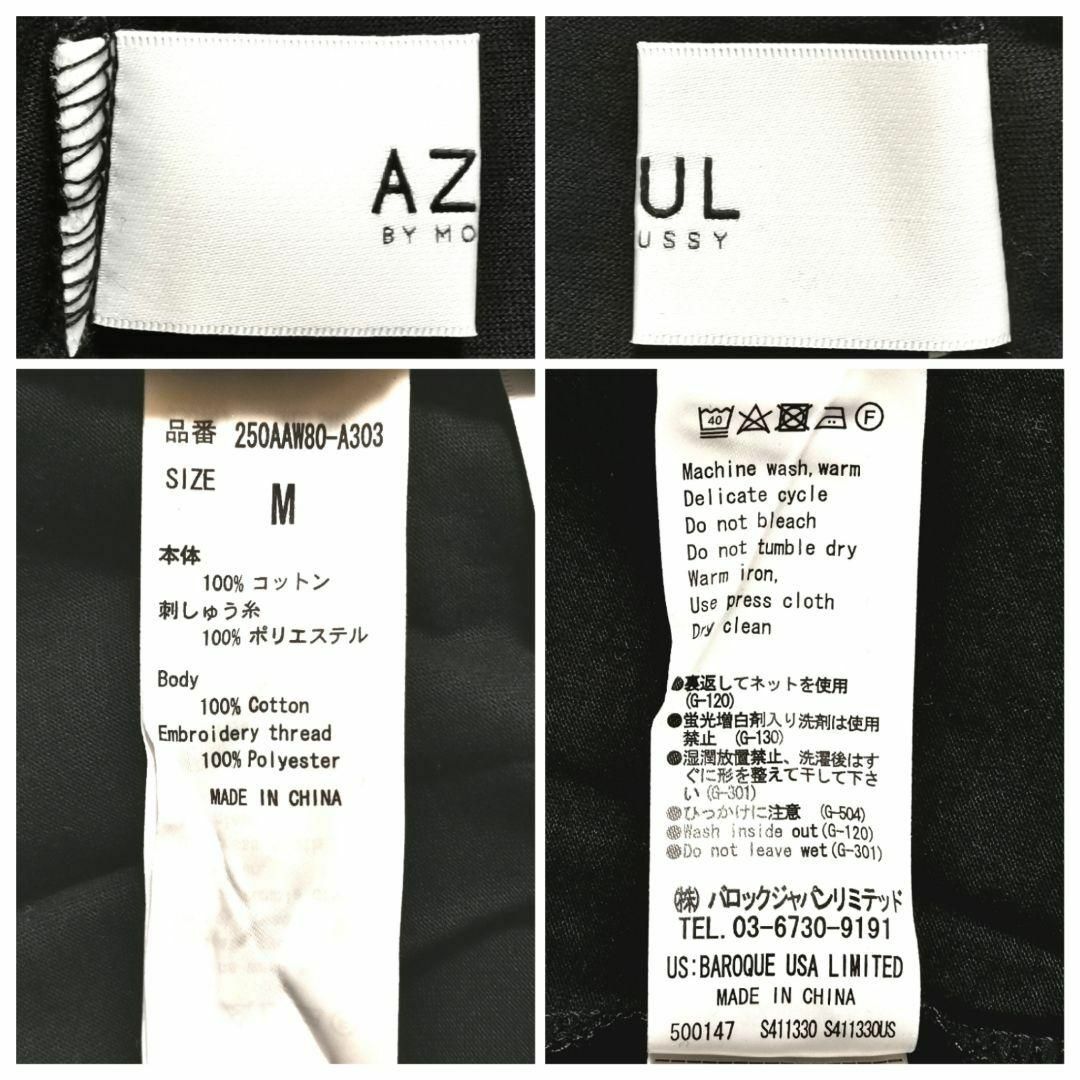 AZ
BY MO
UL
USSY
品番 250AAW80-A303
SIZE
M
本体
100% コットン
刺しゅう糸
100% ポリエステル
Body
100% Cotton
Embroidery thread
100% Polyester
MADE IN CHINA
40
F
Machine wash, warm
Delicate cycle
Do not bleach
Do not tumble dry
Warm iron,
Use press cloth
Dry clean
●裏返してネットを使用
(G-120)
●蛍光増白剤入り洗剤は使用
禁止 (G-130)
●湿潤放置禁止、洗濯後はす
ぐに形を整えて干して下さ
い (G-301)
●ひっかけに注意 (G-504)
●Wash inside out(G-120)
●Do not leave wet(G-301)
㈱ バロックジャパンリミテッド
TEL. 03-6730-9191
US:BAROQUE USA LIMITED
MADE IN CHINA
500147 S411330 S411330US